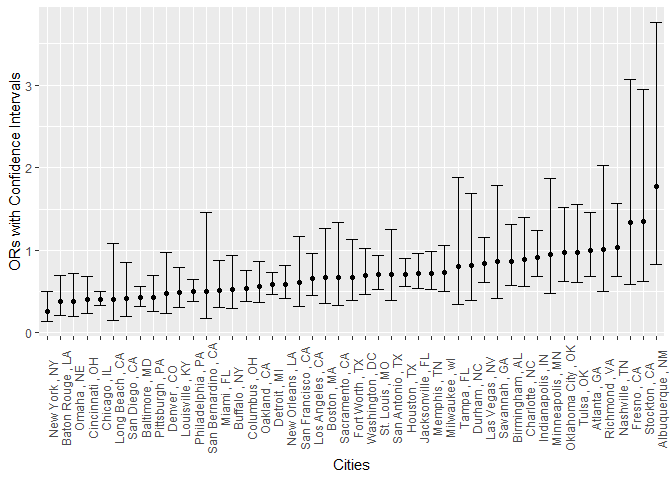 ORs with Confidence Intervals
3
2
1
0
New York , NY
Baton Rouge , LA
Omaha , NE
Cincinnati , OH
Chicago , IL
Long Beach , CA
San Diego , CA
Baltimore , MD
Pittsburgh , PA
Denver , CO
Louisville , KY
Philadelphia , PA
San Bernardino , CA
Miami , FL
Buffalo , NY
Columbus , OH
Oakland , CA
Detroit , MI
New Orleans , LA
San Francisco , CA
Los Angeles , CA
Boston , MA
Sacramento , CA
Fort Worth , TX
Washington , DC
St. Louis , MO
San Antonio , TX
Houston , TX
Jacksonville , FL
Memphis , TN
Milwaukee , wI
Tampa , FL
Durham , NC
Las Vegas , NV
Savannah , GA
Birmingham , AL
Charlotte , NC
Indianapolis , IN
Minneapolis , MN
Oklahoma City , OK
Tulsa , OK
Atlanta , GA
Richmond , VA
Nashville , TN
Fresno , CA
Stockton , CA
Albuquerque , NM
Cities